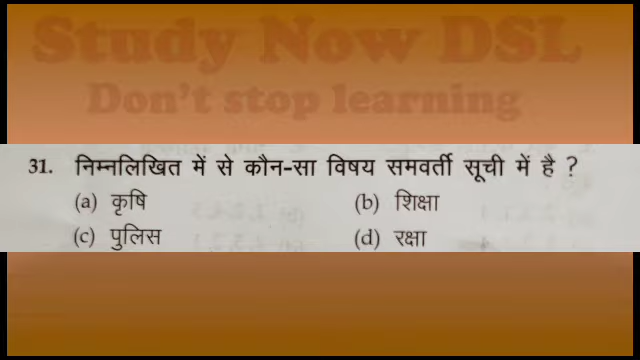 Study Now DSL
Don't stop learning
31. निम्नलिखित में से कौन-सा विषय समवर्ती सूची में है ?
(a) कृषि (b) शिक्षा
(c) पुलिस (d) रक्षा